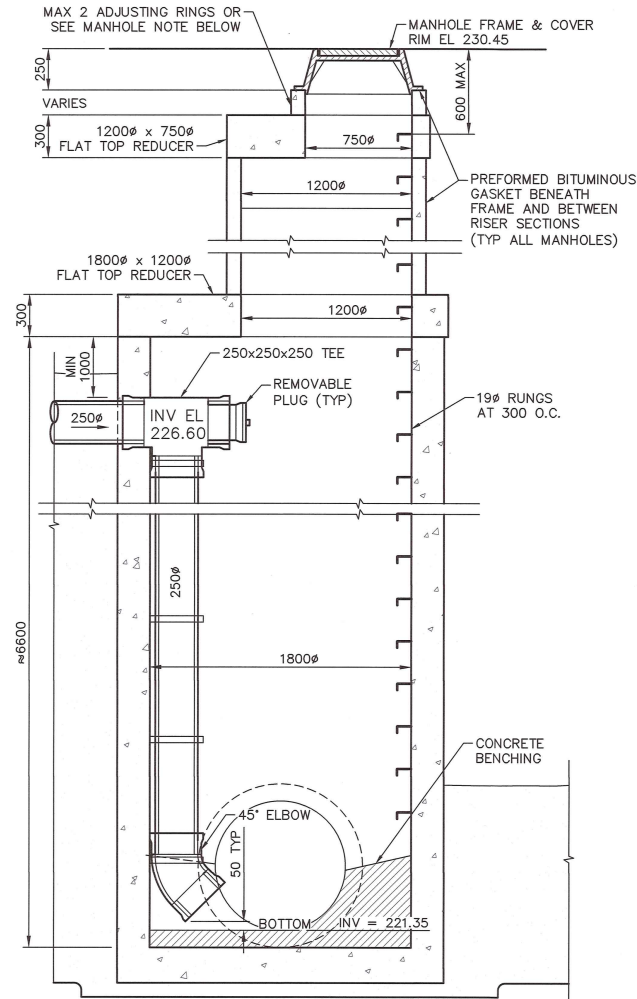 MAX 2 ADJUSTING RINGS OR
SEE MANHOLE NOTE BELOW
MANHOLE FRAME & COVER
RIM EL 230.45
250
600 MAX
VARIES
300
1200ø x 750ø
FLAT TOP REDUCER
750ø
PREFORMED BITUMINOUS
GASKET BENEATH
FRAME AND BETWEEN
RISER SECTIONS
(TYP ALL MANHOLES)
1200ø
1800ø x 1200ø
FLAT TOP REDUCER
300
1200ø
MIN
1000
250x250x250 TEE
REMOVABLE
PLUG (TYP)
19ø RUNGS
AT 300 O.C.
250ø
INV EL
226.60
250ø
≈6600
1800ø
CONCRETE
BENCHING
45° ELBOW
50 TYP
BOTTOM
INV = 221.35